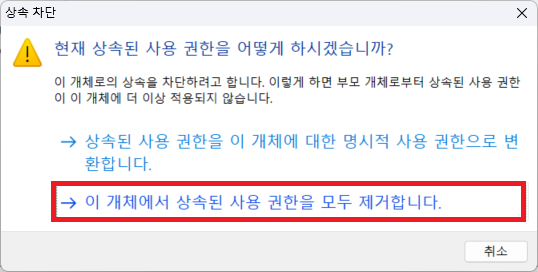 상속 차단
현재 상속된 사용 권한을 어떻게 하시겠습니까?
이 개체로의 상속을 차단하려고 합니다. 이렇게 하면 부모 개체로부터 상속된 사용 권한
이 이 개체에 더 이상 적용되지 않습니다.
상속된 사용 권한을 이 개체에 대한 명시적 사용 권한으로 변
환합니다.
이 개체에서 상속된 사용 권한을 모두 제거합니다.
취소